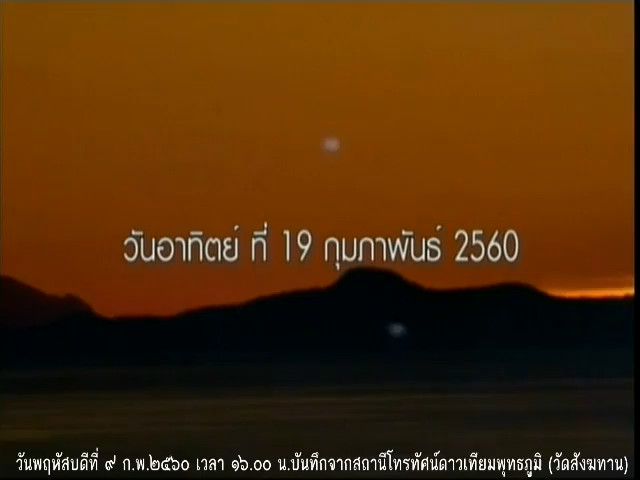 วันอาทิตย์ ที่ 19 กุมภาพันธ์ 2560
วันพฤหัสบดีที่ ๙ ก.พ.๒๕๖๐ เวลา ๑๖.๐๐ น.บันทึกจากสถานีโทรทัศน์ดาวเทียมพุทธภูมิ (วัดสังฆทาน)